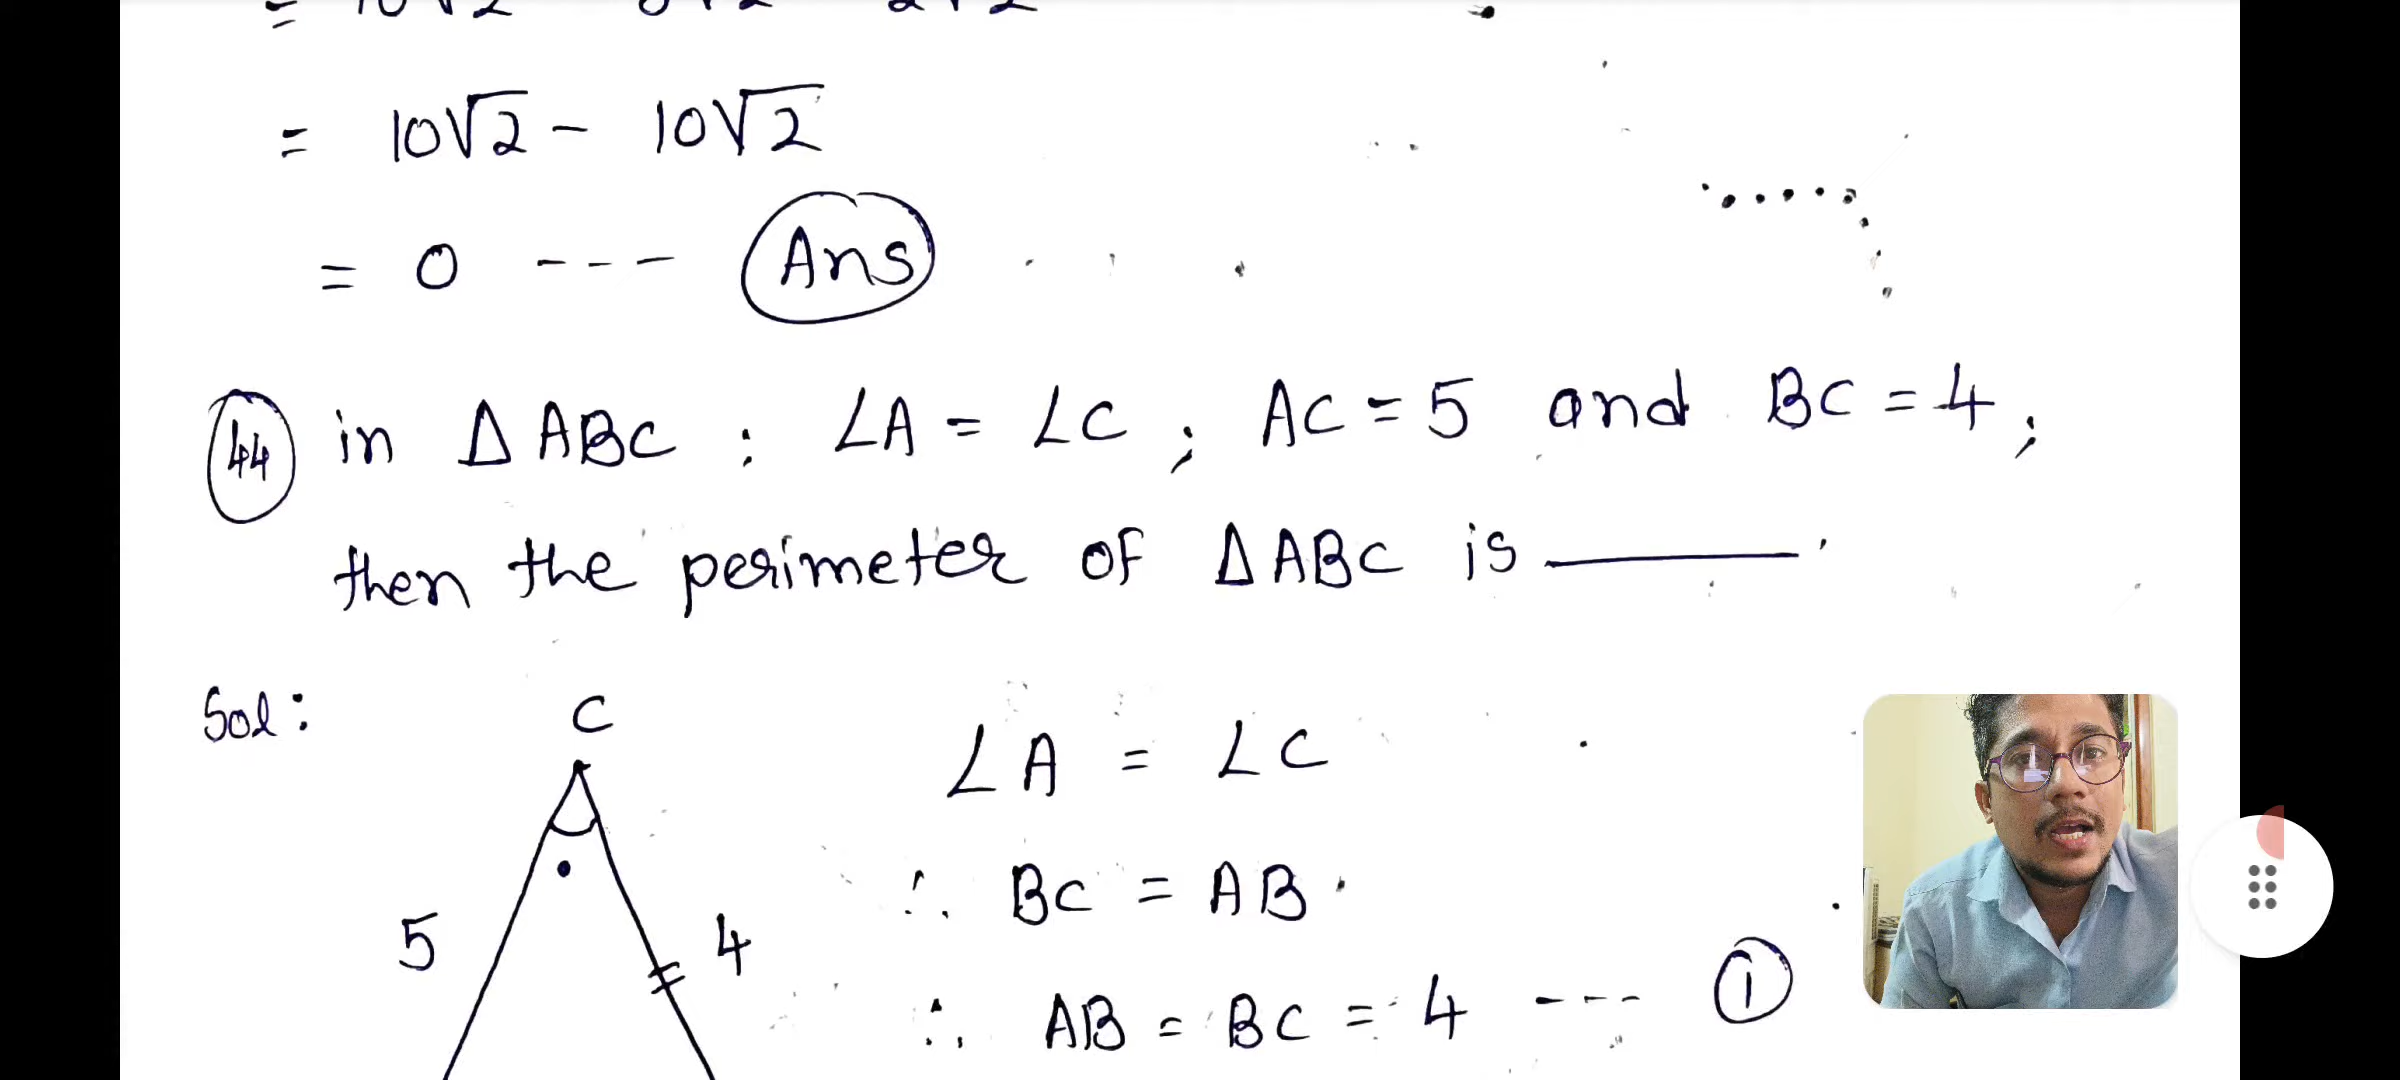 = 10√2 - 10√2
= 0 --- Ans
44 in Δ ABC : ∠A = ∠C ; AC = 5 and BC = 4 ;
then the perimeter of Δ ABC is ———.
Sol :
C
∠A = ∠C
∴ BC = AB.
5
4
∴ AB = BC = 4 --- 1